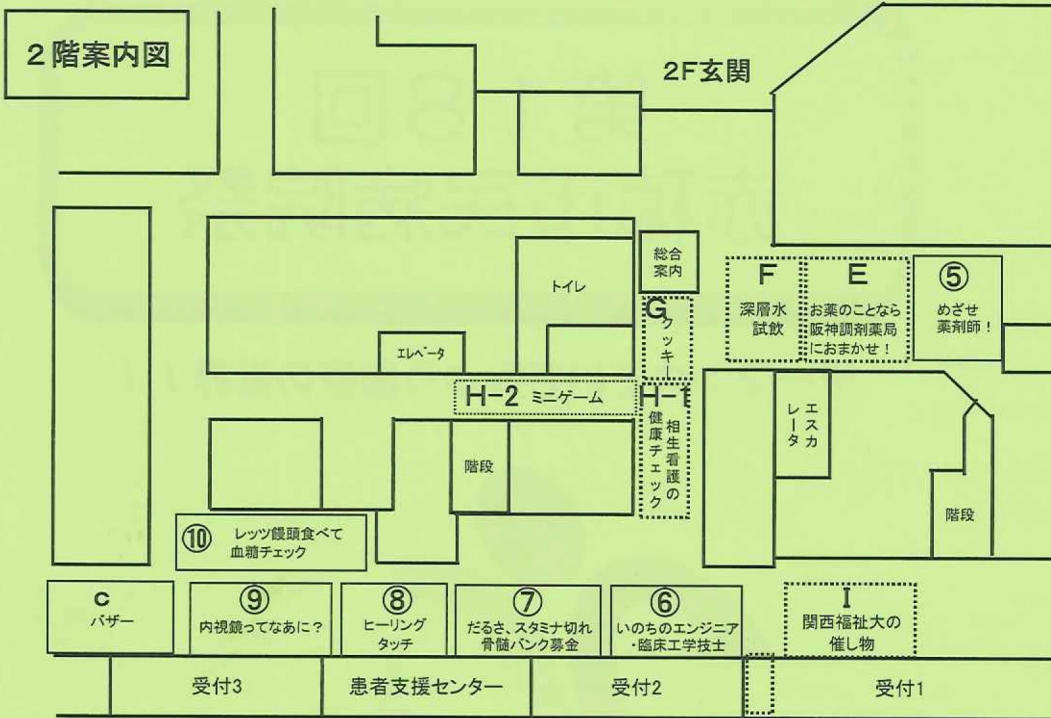 2階案内図
2F玄関
総合
案内
トイレ
エレベータ
F
深層水
試飲
E
お薬のことなら
阪神調剤薬局
におまかせ！
⑤
めざせ
薬剤師！
G
クッキー
H-2 ミニゲーム
H-1
相生看護の
健康チェック
エスカ
レータ
階段
階段
⑩ レッツ饅頭食べて
血糖チェック
C
バザー
⑨
内視鏡ってなあに？
⑧
ヒーリング
タッチ
⑦
だるさ、スタミナ切れ
骨髄バンク募金
⑥
いのちのエンジニア
・臨床工学技士
I
関西福祉大の
催し物
受付3
患者支援センター
受付2
受付1